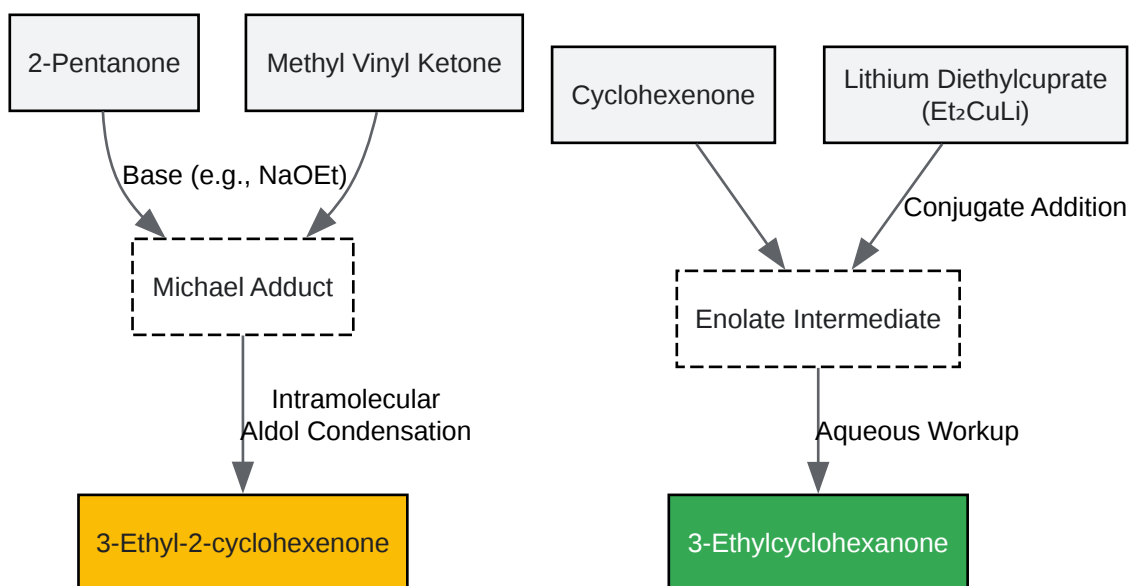 2-Pentanone
Methyl Vinyl Ketone
Base (e.g., NaOEt)
Michael Adduct
Intramolecular
Aldol Condensation
3-Ethyl-2-cyclohexenone
Cyclohexenone
Lithium Diethylcuprate
(Et₂CuLi)
Conjugate Addition
Enolate Intermediate
Aqueous Workup
3-Ethylcyclohexanone